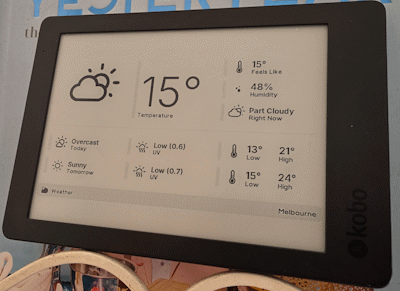 YESTERYEAR
15°
Temperature
15°
Feels Like
48%
Humidity
Part Cloudy
Right Now
Overcast
Today
Low (0.6)
UV
13°
Low
21°
High
Sunny
Tomorrow
Low (0.7)
UV
15°
Low
24°
High
Weather
Melbourne
kobo